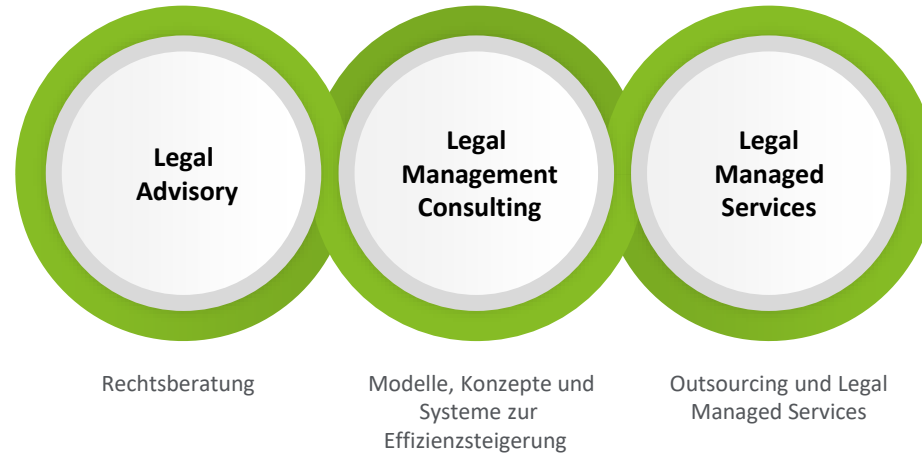 Legal
Advisory
Legal
Management
Consulting
Legal
Managed
Services
Rechtsberatung
Modelle, Konzepte und
Systeme zur
Effizienzsteigerung
Outsourcing und Legal
Managed Services